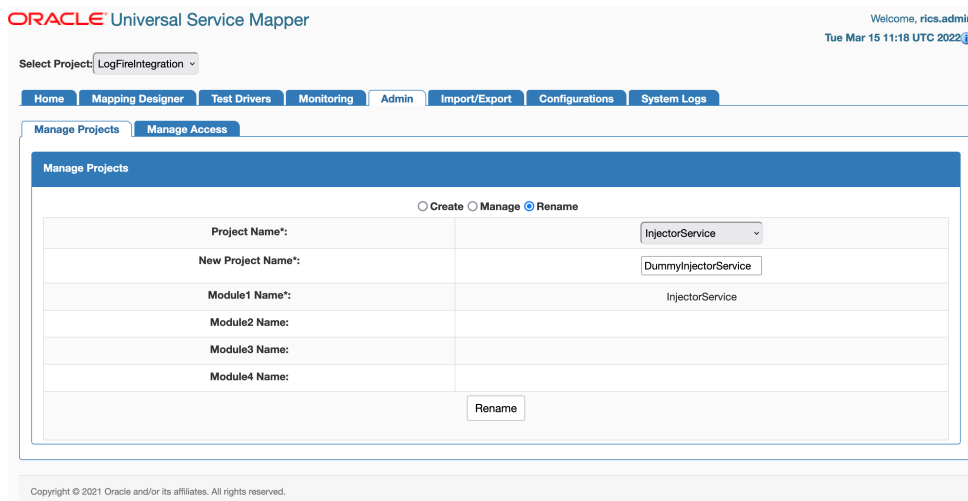 ORACLE® Universal Service Mapper
Welcome, rics.admin
Tue Mar 15 11:18 UTC 2022
Select Project: LogFireIntegration
Home Mapping Designer Test Drivers Monitoring Admin Import/Export Configurations System Logs
Manage Projects Manage Access
Manage Projects
Create Manage Rename
Project Name*: InjectorService
New Project Name*: DummyInjectorService
Module1 Name*: InjectorService
Module2 Name:
Module3 Name:
Module4 Name:
Rename
Copyright © 2021 Oracle and/or its affiliates. All rights reserved.